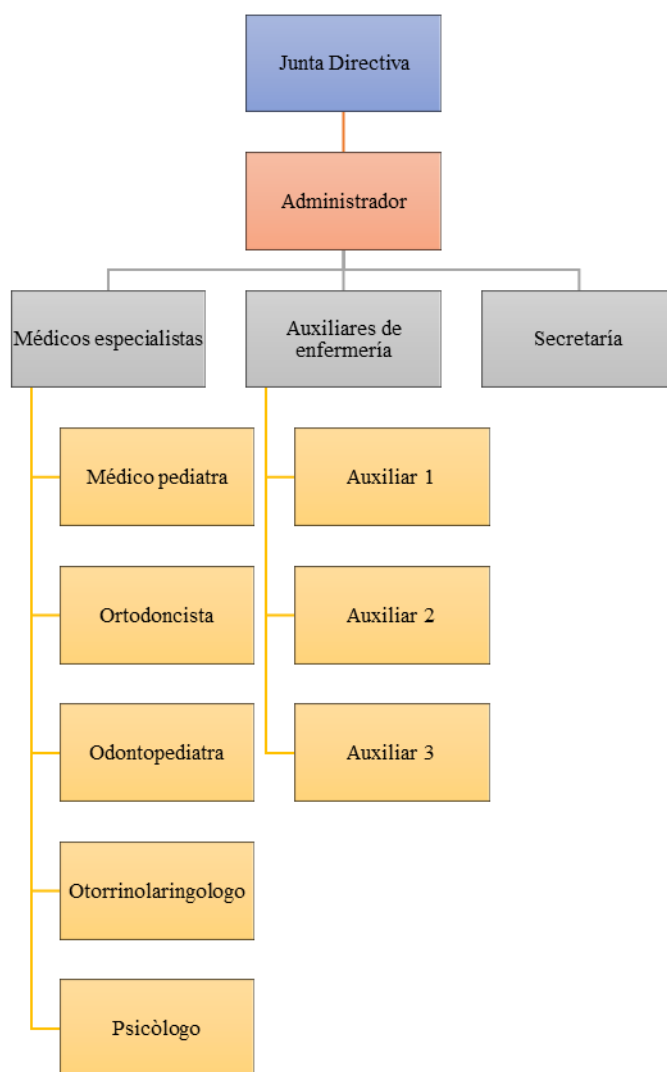 Junta Directiva
Administrador
Médicos especialistas
Auxiliares de
enfermería
Secretaría
Médico pediatra
Auxiliar 1
Ortodoncista
Auxiliar 2
Odontopediatra
Auxiliar 3
Otorrinolaringologo
Psicòlogo